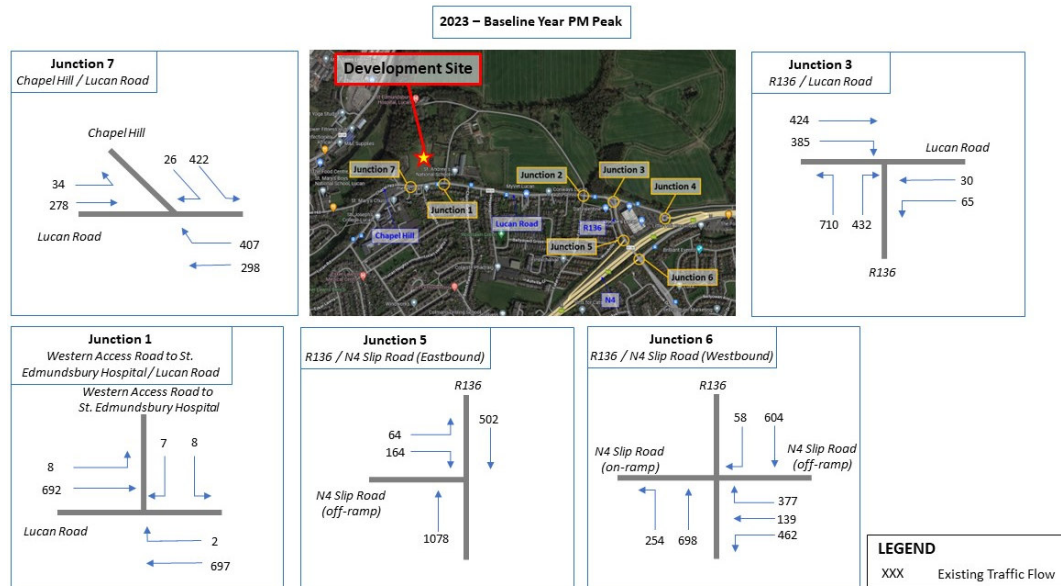 2023 – Baseline Year PM Peak
Junction 7
Chapel Hill / Lucan Road
Chapel Hill
26
422
34
278
Lucan Road
407
298
Development Site
Junction 7
Junction 1
Junction 2
Junction 3
Junction 4
Chapel Hill
Lucan Road
R136
Junction 5
Junction 6
N4
Junction 3
R136 / Lucan Road
424
385
Lucan Road
30
65
710
432
R136
Junction 1
Western Access Road to St.
Edmundsbury Hospital / Lucan Road
Western Access Road to
St. Edmundsbury Hospital
7
8
8
692
Lucan Road
2
697
Junction 5
R136 / N4 Slip Road (Eastbound)
R136
502
64
164
N4 Slip Road
(off-ramp)
1078
Junction 6
R136 / N4 Slip Road (Westbound)
R136
58
604
N4 Slip Road
(on-ramp)
N4 Slip Road
(off-ramp)
377
139
462
254
698
LEGEND
XXX Existing Traffic Flow